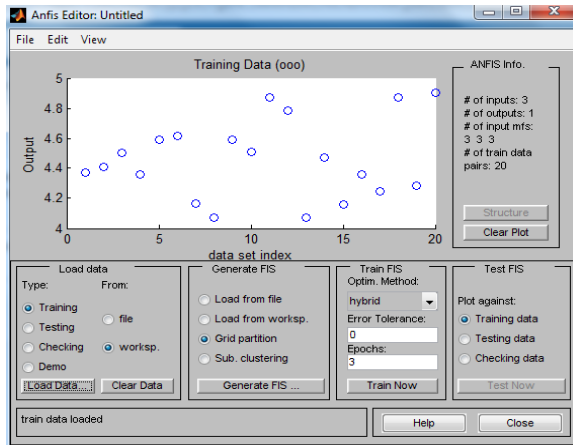 Anfis Editor: Untitled
File Edit View
Training Data (ooo)
5
4.8
4.6
4.4
4.2
4
Output
0 5 10 15 20
data set index
ANFIS Info.
# of inputs: 3
# of outputs: 1
# of input mfs:
3 3 3
# of train data
pairs: 20
Structure
Clear Plot
Load data
Type: From:
Training
file
Testing
Checking
worksp.
Demo
Load Data... Clear Data
Generate FIS
Load from file
Load from worksp.
Grid partition
Sub. clustering
Generate FIS ...
Train FIS
Optim. Method:
hybrid
Error Tolerance:
0
Epochs:
3
Train Now
Test FIS
Plot against:
Training data
Testing data
Checking data
Test Now
train data loaded
Help Close